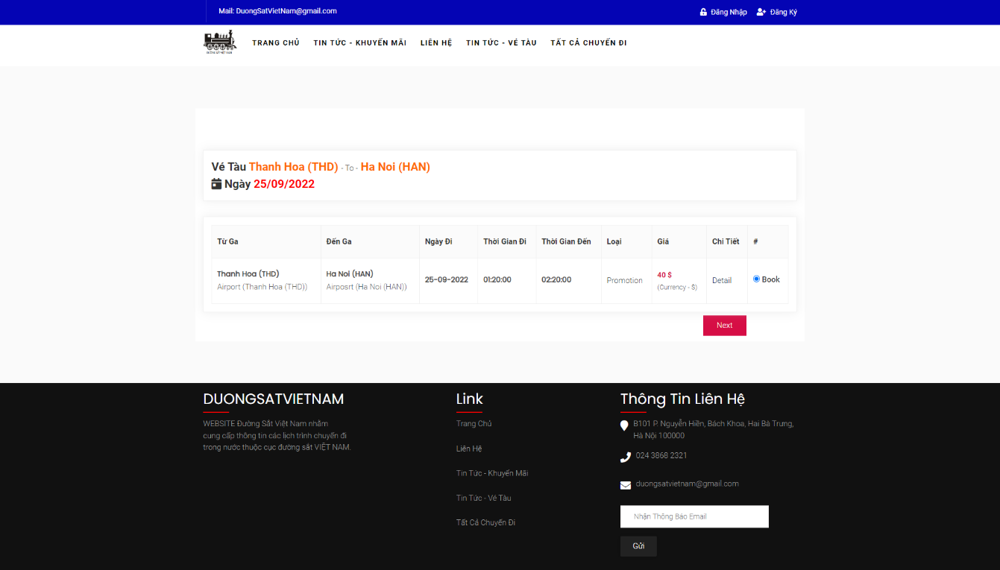 Mail: DuongSatVietNam@gmail.com
Đăng Nhập Đăng Ký
ĐƯỜNG SẮT VIỆT NAM
TRANG CHỦ TIN TỨC - KHUYẾN MÃI LIÊN HỆ TIN TỨC - VÉ TÀU TẤT CẢ CHUYẾN ĐI
Vé Tàu Thanh Hoa (THD) - To - Ha Noi (HAN)
Ngày 25/09/2022
Từ Ga Đến Ga Ngày Đi Thời Gian Đi Thời Gian Đến Loại Giá Chi Tiết #
Thanh Hoa (THD) Ha Noi (HAN) 25-09-2022 01:20:00 02:20:00 Promotion 40 $ Detail Book
Airport (Thanh Hoa (THD)) Airposrt (Ha Noi (HAN)) (Currency - $)
Next
DUONGSATVIETNAM
WEBSITE Đường Sắt Việt Nam nhằm
cung cấp thông tin các lịch trình chuyến đi
trong nước thuộc cục đường sắt VIỆT NAM.
Link
Trang Chủ
Liên Hệ
Tin Tức - Khuyến Mãi
Tin Tức - Vé Tàu
Tất Cả Chuyến Đi
Thông Tin Liên Hệ
B101 P. Nguyễn Hiền, Bách Khoa, Hai Bà Trưng,
Hà Nội 100000
024 3868 2321
duongsatvietnam@gmail.com
Nhận Thông Báo Email
Gửi